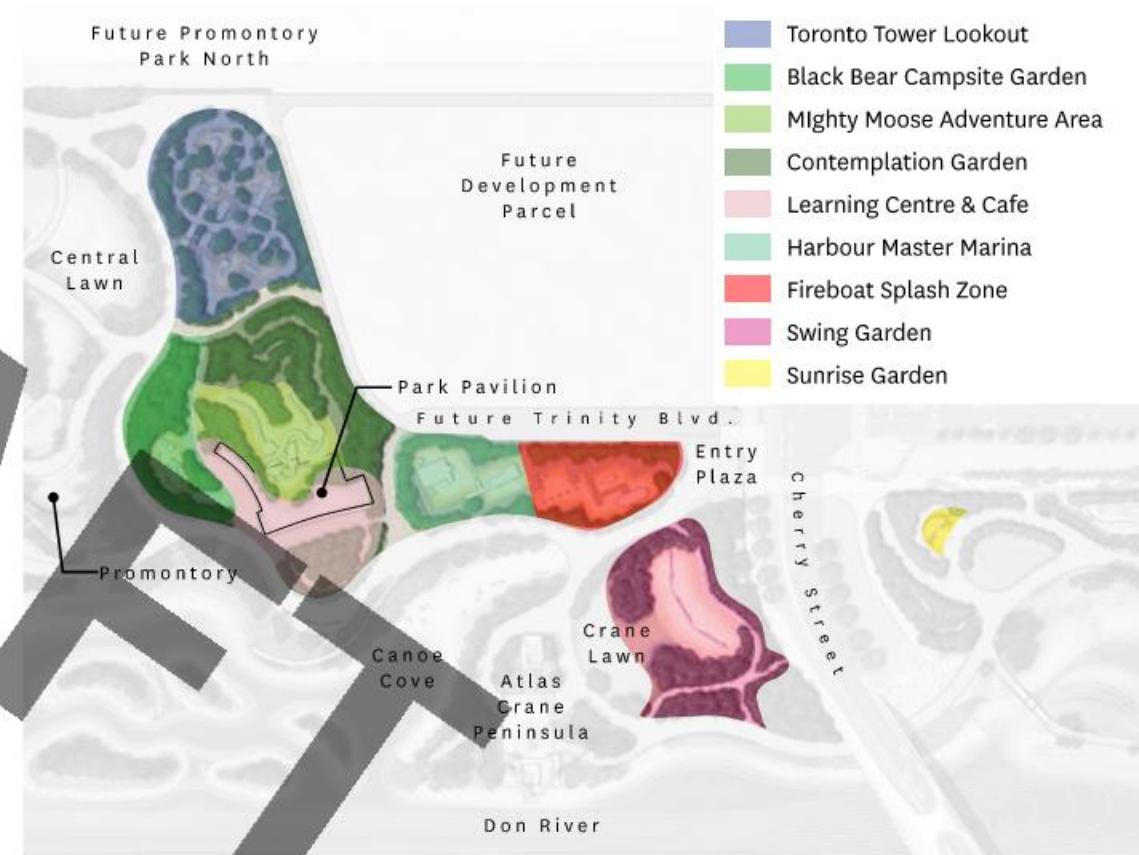 Future Promontory
Park North
Toronto Tower Lookout
Black Bear Campsite Garden
MIghty Moose Adventure Area
Contemplation Garden
Learning Centre & Cafe
Harbour Master Marina
Fireboat Splash Zone
Swing Garden
Sunrise Garden
Future
Development
Parcel
Central
Lawn
Park Pavilion
Future Trinity Blvd.
Entry
Plaza
Cherry Street
Promontory
Crane
Lawn
Canoe
Cove
Atlas
Crane
Peninsula
Don River